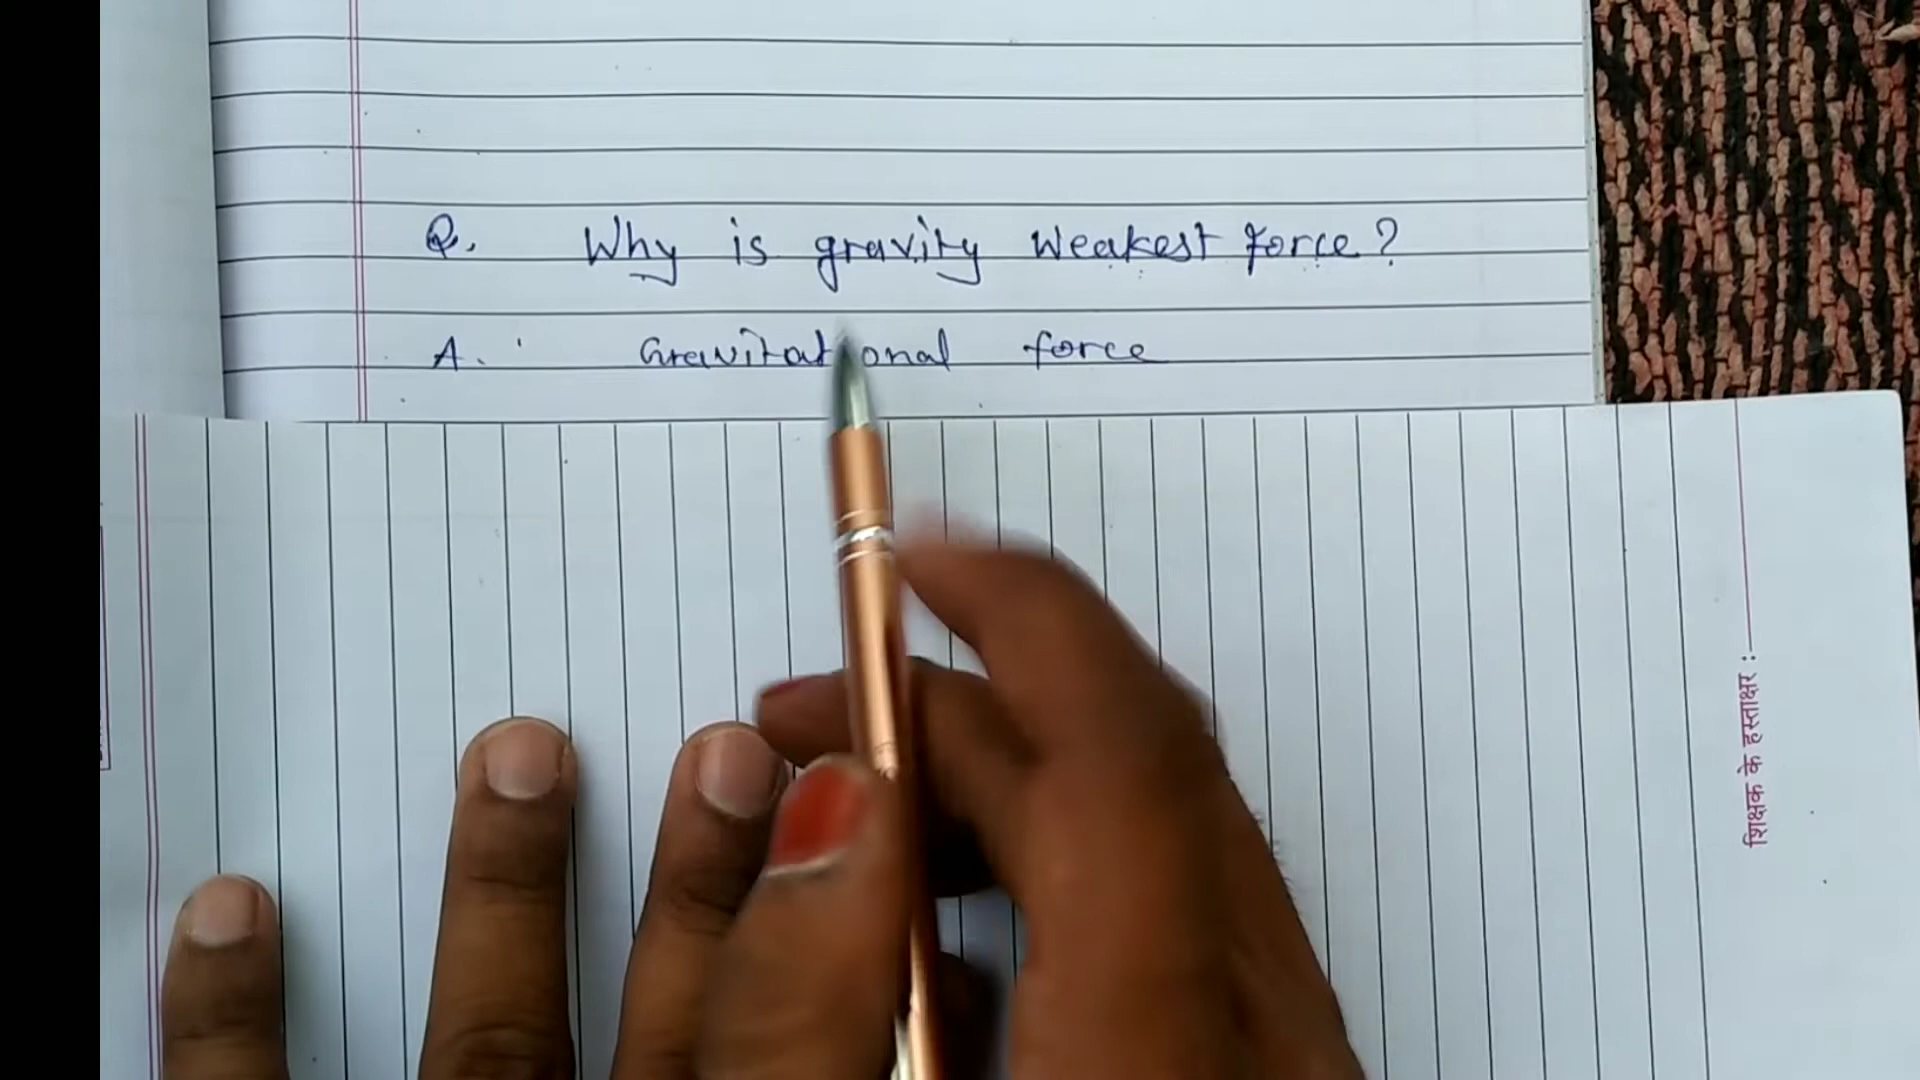 Q. Why is gravity weakest force?
A. Gravitational force
शिक्षक के हस्ताक्षर :